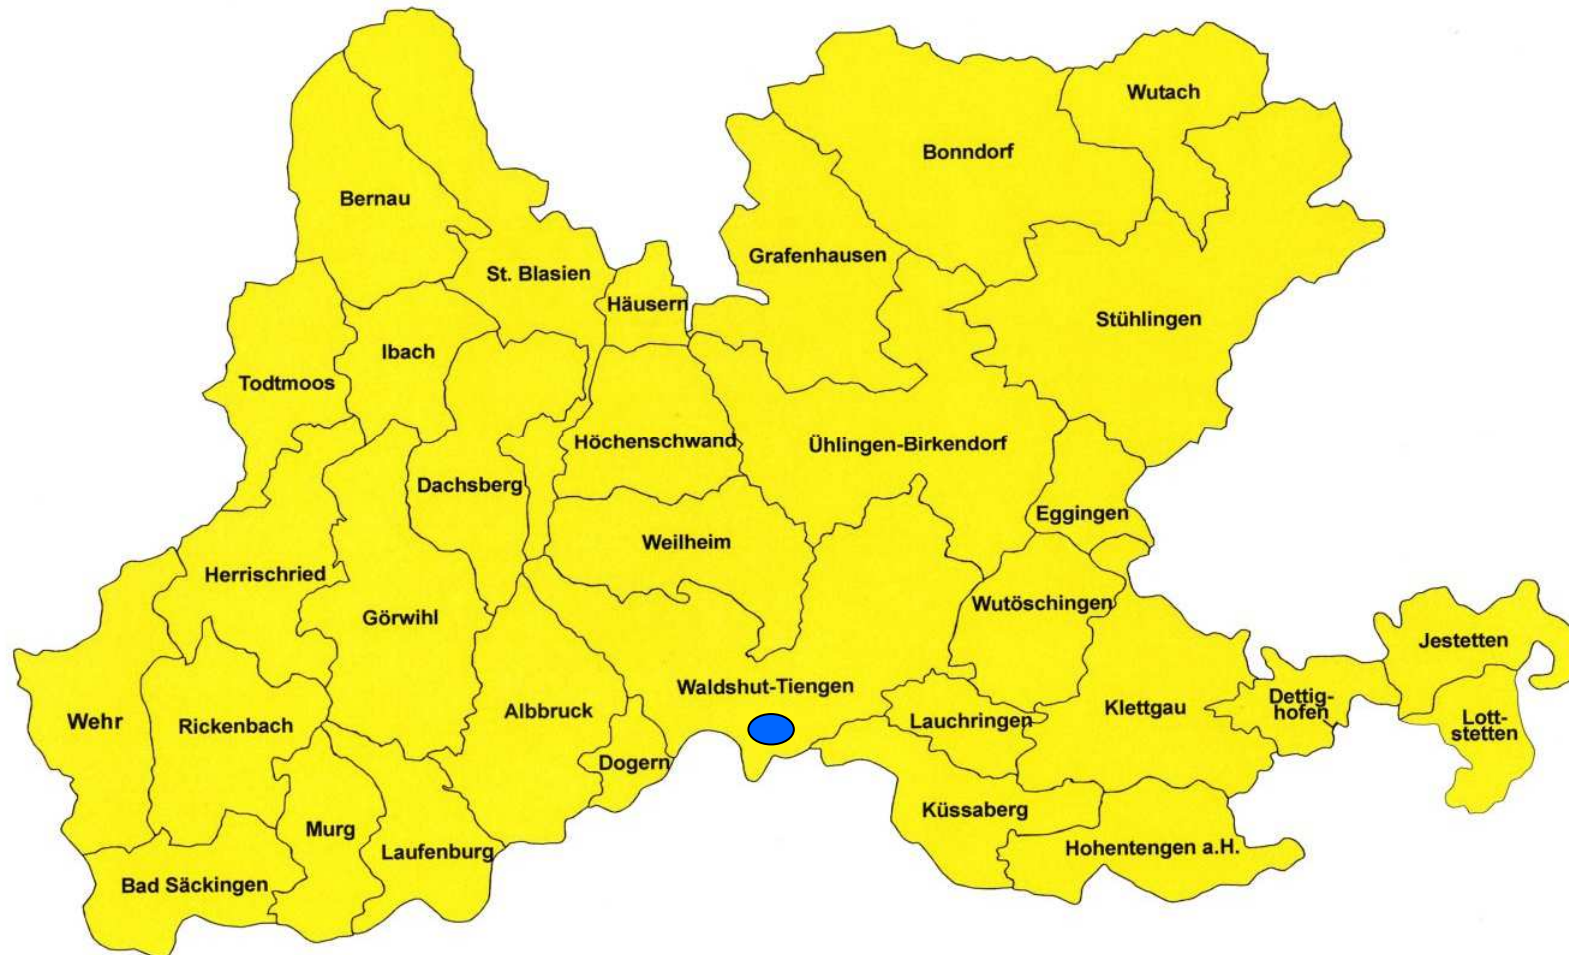 Wutach
Bonndorf
Bernau
Grafenhausen
St. Blasien
Häusern
Stühlingen
Ibach
Todtmoos
Höchenschwand
Ühlingen-Birkendorf
Dachsberg
Eggingen
Weilheim
Herrischried
Wutöschingen
Görwihl
Jestetten
Waldshut-Tiengen
Dettig-
hofen
Klettgau
Albbruck
Lauchringen
Wehr
Rickenbach
Lott-
stetten
Dogern
Küssaberg
Murg
Hohentengen a.H.
Laufenburg
Bad Säckingen